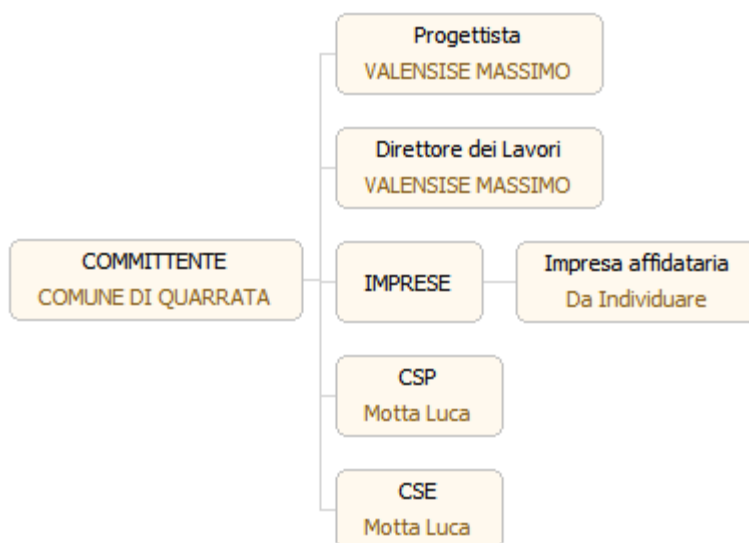 Progettista
VALENSISE MASSIMO
Direttore dei Lavori
VALENSISE MASSIMO
COMMITTENTE
COMUNE DI QUARRATA
IMPRESE
Impresa affidataria
Da Individuare
CSP
Motta Luca
CSE
Motta Luca